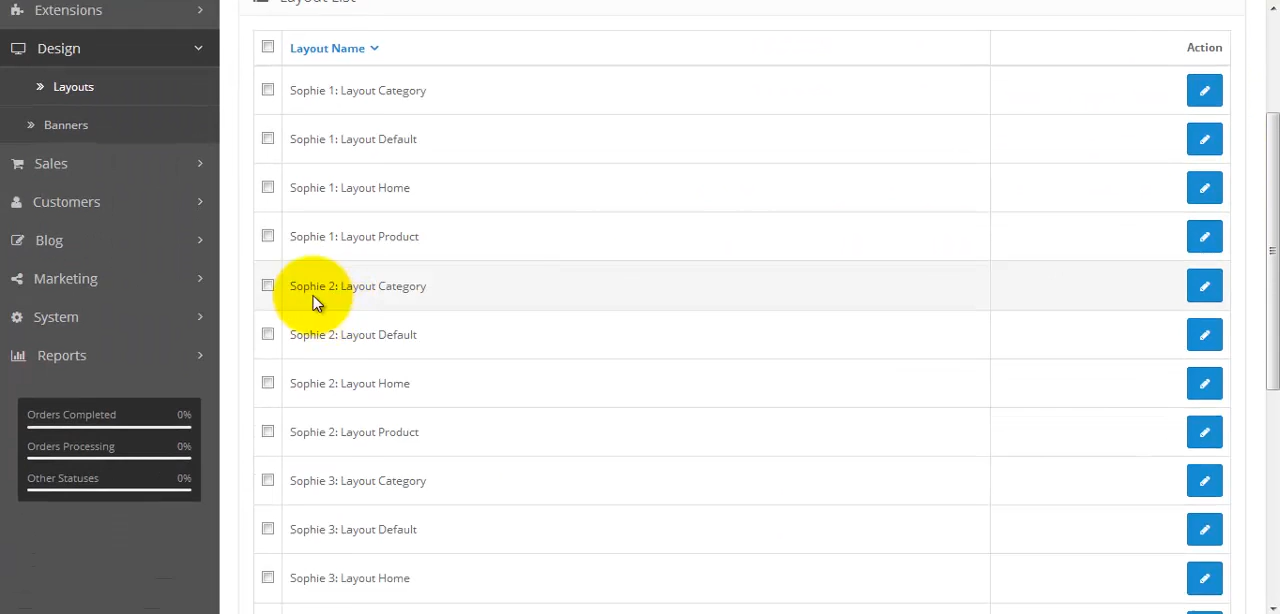 Extensions
Layout List
Design
Layouts
Banners
Sales
Customers
Blog
Marketing
System
Reports
Orders Completed 0%
Orders Processing 0%
Other Statuses 0%
Layout Name Action
Sophie 1: Layout Category
Sophie 1: Layout Default
Sophie 1: Layout Home
Sophie 1: Layout Product
Sophie 2: Layout Category
Sophie 2: Layout Default
Sophie 2: Layout Home
Sophie 2: Layout Product
Sophie 3: Layout Category
Sophie 3: Layout Default
Sophie 3: Layout Home